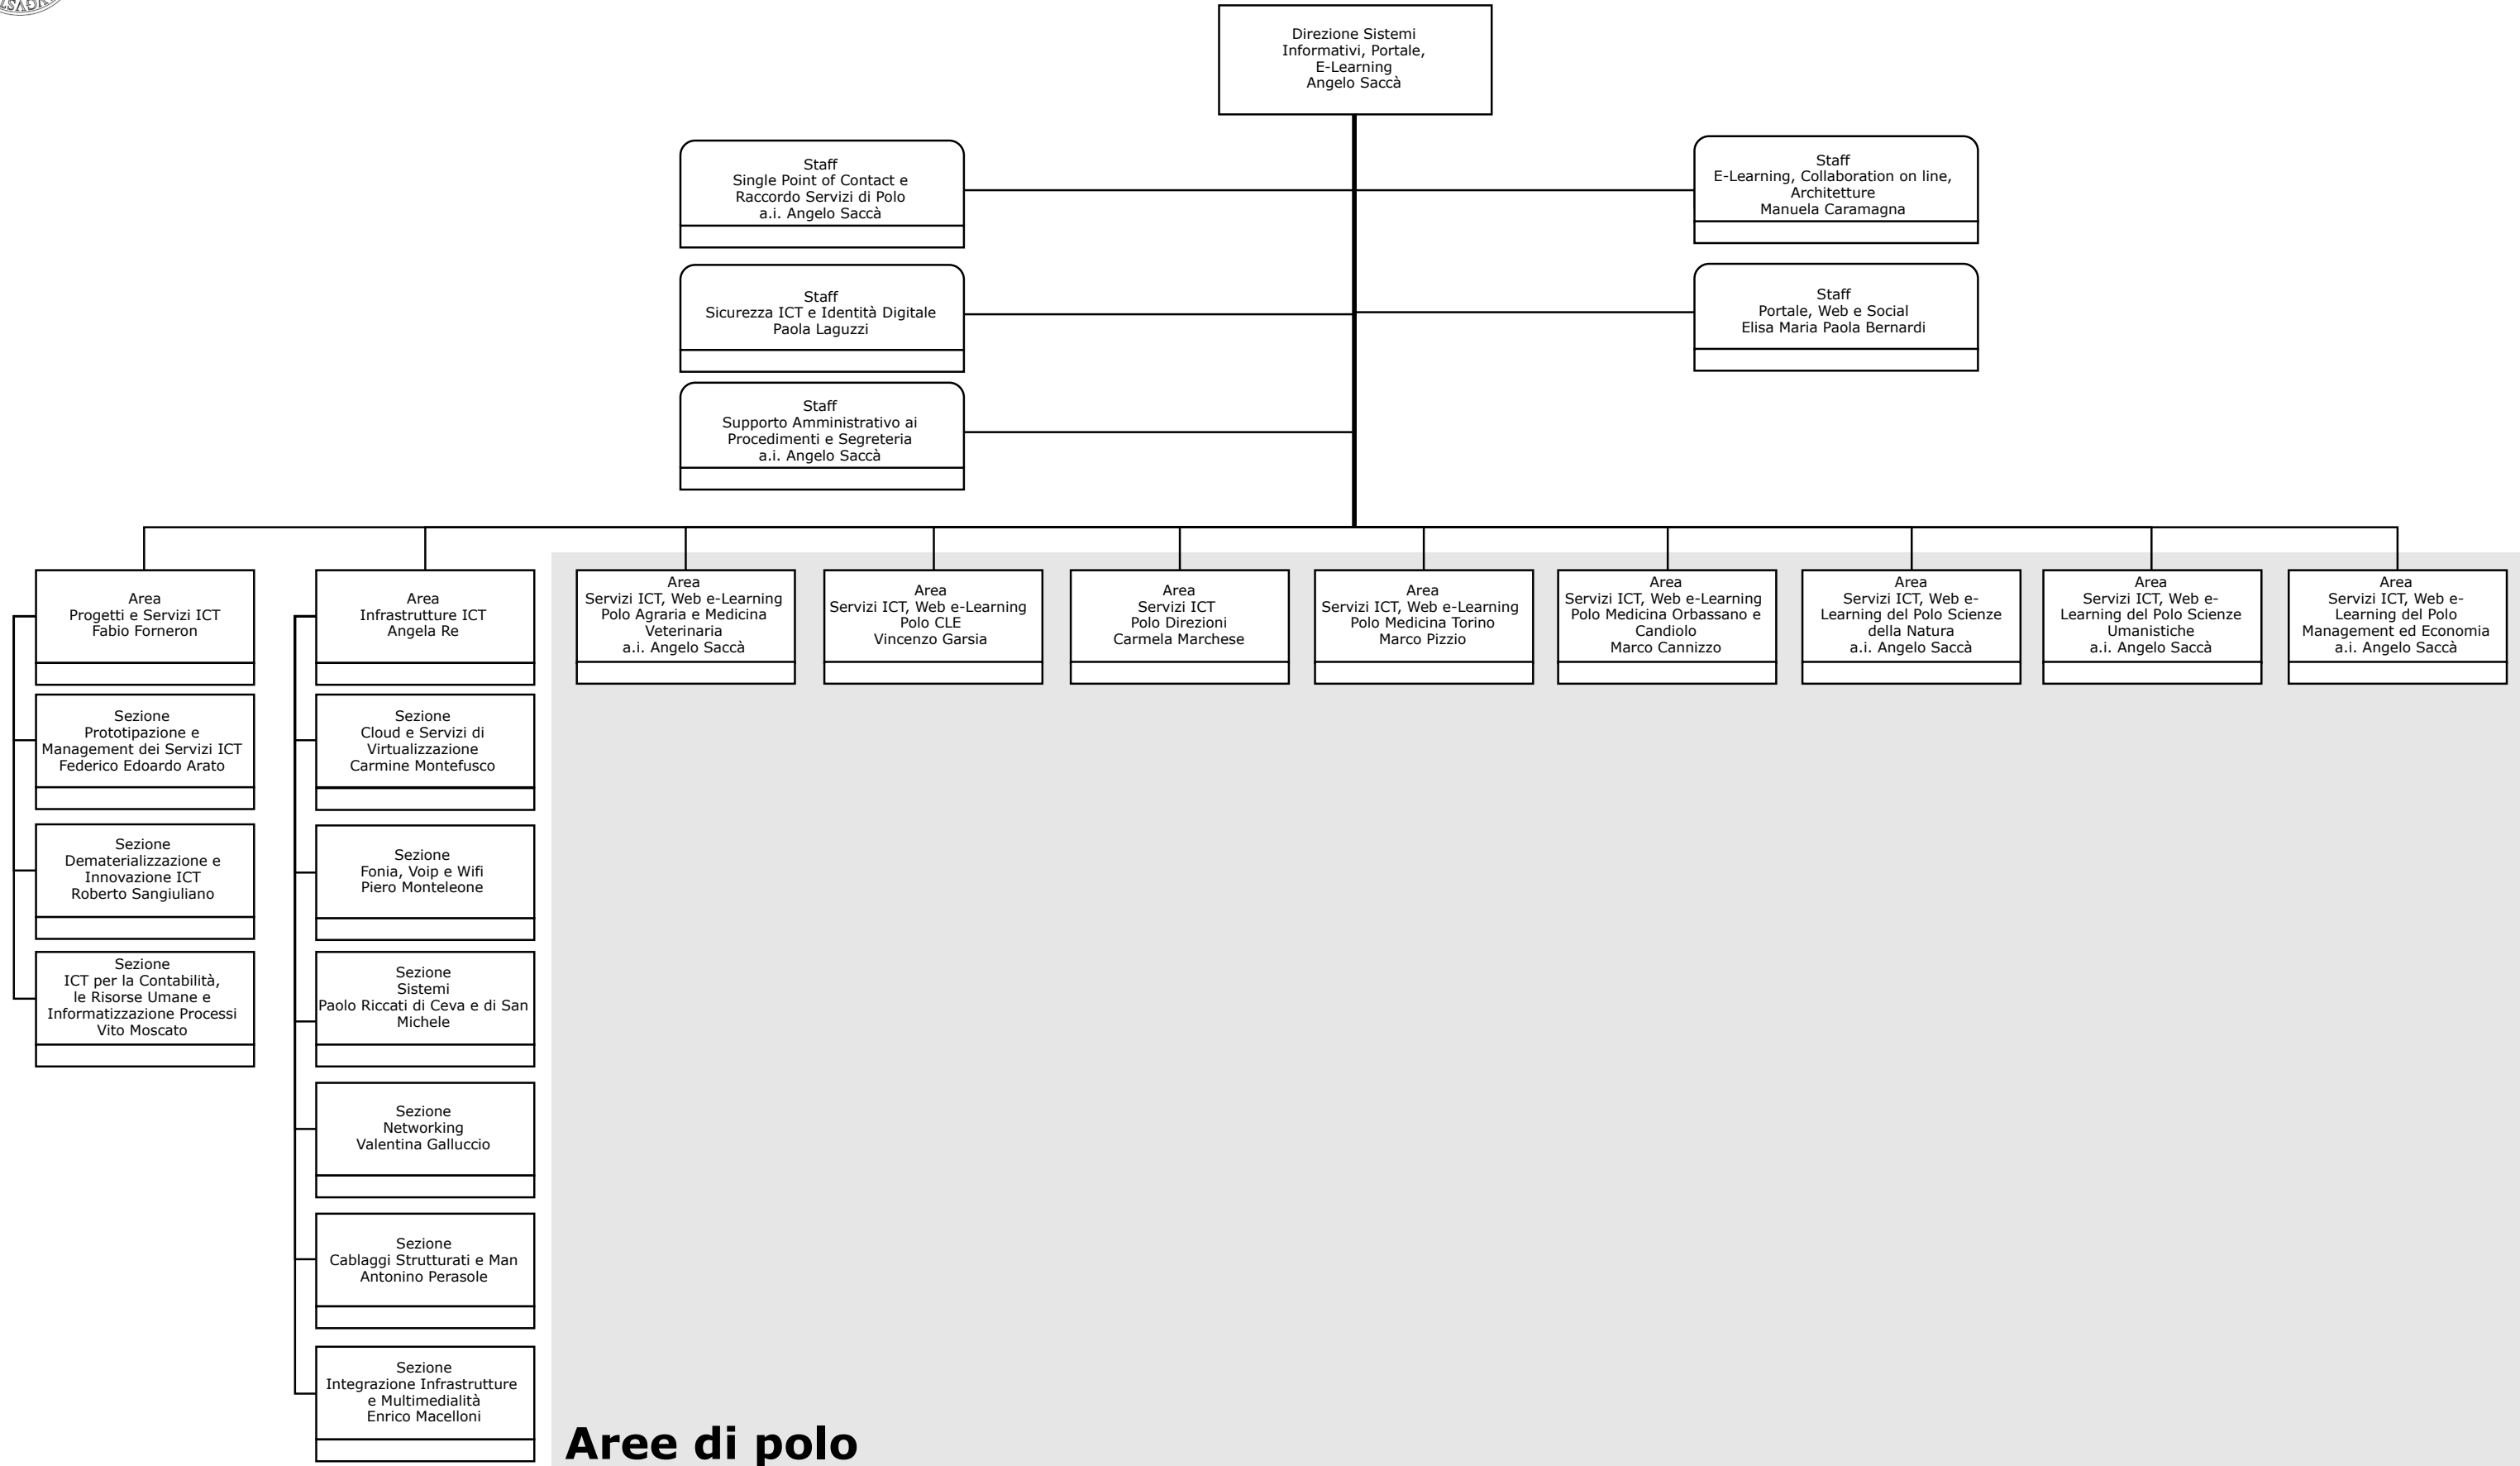 Direzione Sistemi
Informativi, Portale,
E-Learning
Angelo Saccà
Staff
Single Point of Contact e
Raccordo Servizi di Polo
a.i. Angelo Saccà
Staff
E-Learning, Collaboration on line,
Architetture
Manuela Caramagna
Staff
Sicurezza ICT e Identità Digitale
Paola Laguzzi
Staff
Portale, Web e Social
Elisa Maria Paola Bernardi
Staff
Supporto Amministrativo ai
Procedimenti e Segreteria
a.i. Angelo Saccà
Area
Progetti e Servizi ICT
Fabio Forneron
Area
Infrastrutture ICT
Angela Re
Area
Servizi ICT, Web e-Learning
Polo Agraria e Medicina
Veterinaria
a.i. Angelo Saccà
Area
Servizi ICT, Web e-Learning
Polo CLE
Vincenzo Garsia
Area
Servizi ICT
Polo Direzioni
Carmela Marchese
Area
Servizi ICT, Web e-Learning
Polo Medicina Torino
Marco Pizzio
Area
Servizi ICT, Web e-Learning
Polo Medicina Orbassano e
Candiolo
Marco Cannizzo
Area
Servizi ICT, Web e-
Learning del Polo Scienze
della Natura
a.i. Angelo Saccà
Area
Servizi ICT, Web e-
Learning del Polo Scienze
Umanistiche
a.i. Angelo Saccà
Area
Servizi ICT, Web e-
Learning del Polo
Management ed Economia
a.i. Angelo Saccà
Sezione
Prototipazione e
Management dei Servizi ICT
Federico Edoardo Arato
Sezione
Dematerializzazione e
Innovazione ICT
Roberto Sangiuliano
Sezione
ICT per la Contabilità,
le Risorse Umane e
Informatizzazione Processi
Vito Moscato
Sezione
Cloud e Servizi di
Virtualizzazione
Carmine Montefusco
Sezione
Fonia, Voip e Wifi
Piero Monteleone
Sezione
Sistemi
Paolo Riccati di Ceva e di San
Michele
Sezione
Networking
Valentina Galluccio
Sezione
Cablaggi Strutturati e Man
Antonino Perasole
Sezione
Integrazione Infrastrutture
e Multimedialità
Enrico Macelloni
Aree di polo